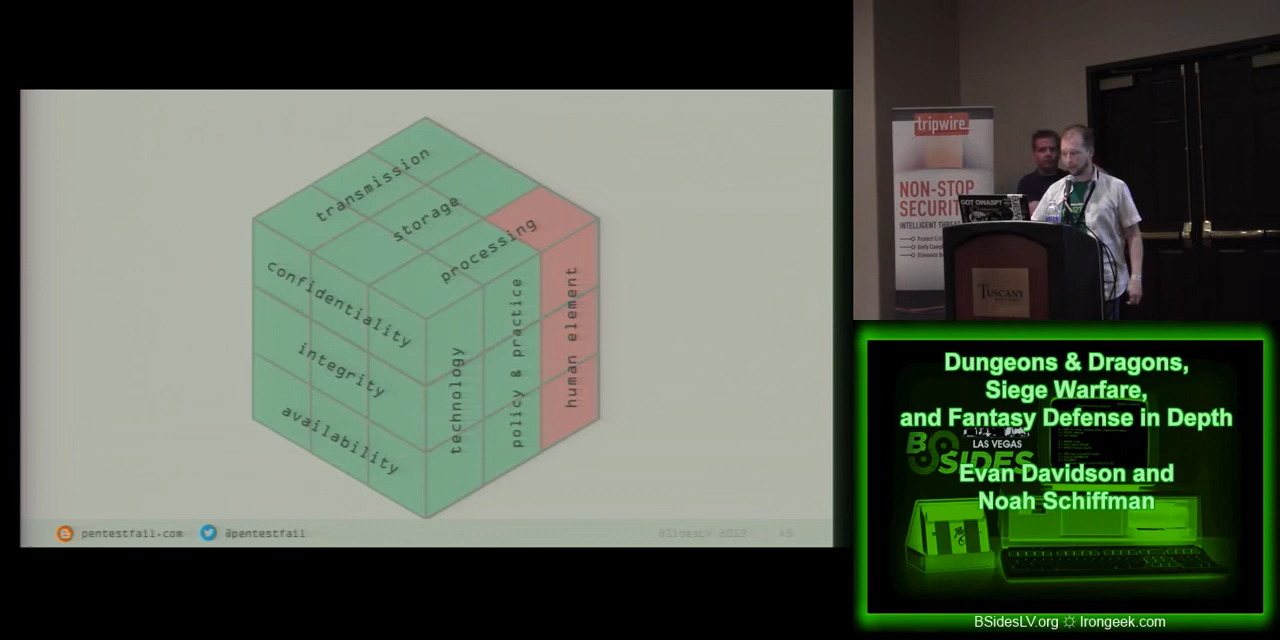 transmission
storage
processing
confidentiality
integrity
availability
technology
policy & practice
human element
pentestfail.com
@pentestfail
BSidesLV 2013
tripwire
NON-STOP
SECURITY
INTELLIGENT
GOT OWASP?
TUSCANY
Dungeons & Dragons,
Siege Warfare,
and Fantasy Defense in Depth
LAS VEGAS
BSIDES
Evan Davidson and
Noah Schiffman
BSidesLV.org ☼ Irongeek.com